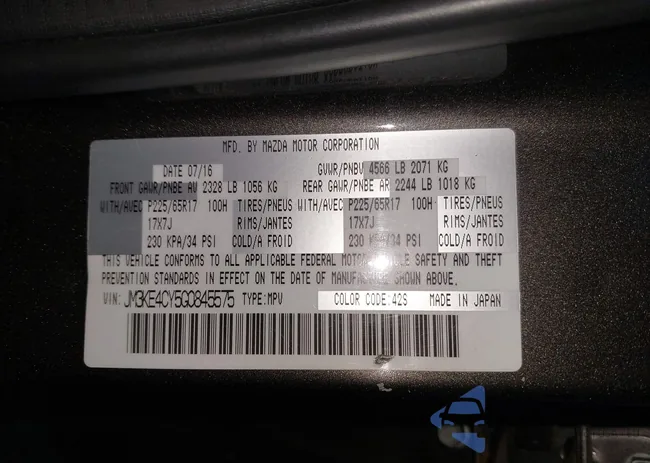 MFD. BY MAZDA MOTOR CORPORATION
DATE 07/16 GVWR/PNBV 4566 LB 2071 KG
FRONT GAWR/PNBE AV 2328 LB 1056 KG REAR GAWR/PNBE AR 2244 LB 1018 KG
WITH/AVEC P225/65R17 100H TIRES/PNEUS WITH/AVEC P225/65R17 100H TIRES/PNEUS
17X7J RIMS/JANTES 17X7J RIMS/JANTES
230 KPA/34 PSI COLD/A FROID 230 KPA/34 PSI COLD/A FROID
THIS VEHICLE CONFORMS TO ALL APPLICABLE FEDERAL MOTOR VEHICLE SAFETY AND THEFT
PREVENTION STANDARDS IN EFFECT ON THE DATE OF MANUFACTURE SHOWN ABOVE.
VIN: JM3KE4CY5G0845575 TYPE:MPV COLOR CODE:42S MADE IN JAPAN